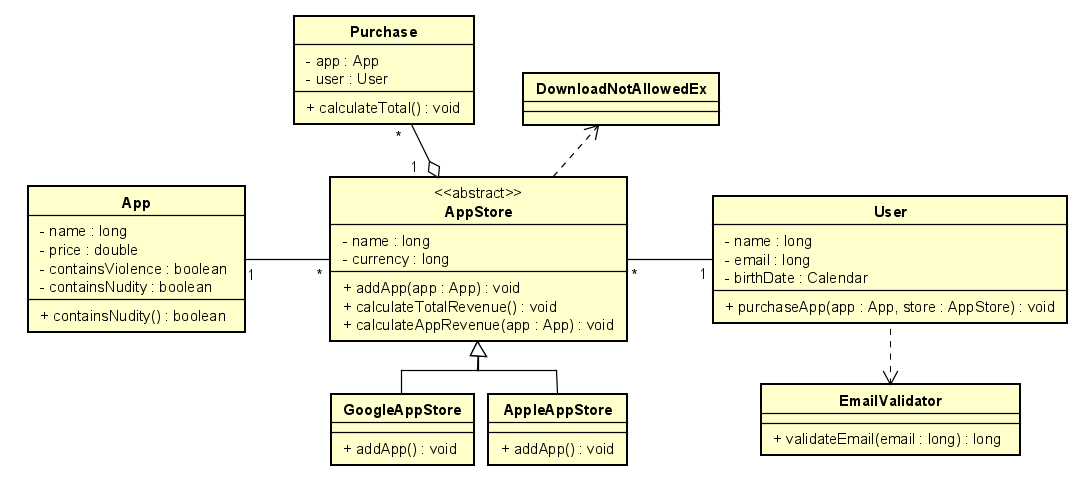 Purchase
- app : App
- user : User
+ calculateTotal() : void
DownloadNotAllowedEx
*
1
<<abstract>>
AppStore
- name : long
- currency : long
+ addApp(app : App) : void
+ calculateTotalRevenue() : void
+ calculateAppRevenue(app : App) : void
App
- name : long
- price : double
- containsViolence : boolean
- containsNudity : boolean
+ containsNudity() : boolean
1
*
User
- name : long
- email : long
- birthDate : Calendar
+ purchaseApp(app : App, store : AppStore) : void
*
1
GoogleAppStore
+ addApp() : void
AppleAppStore
+ addApp() : void
EmailValidator
+ validateEmail(email : long) : long